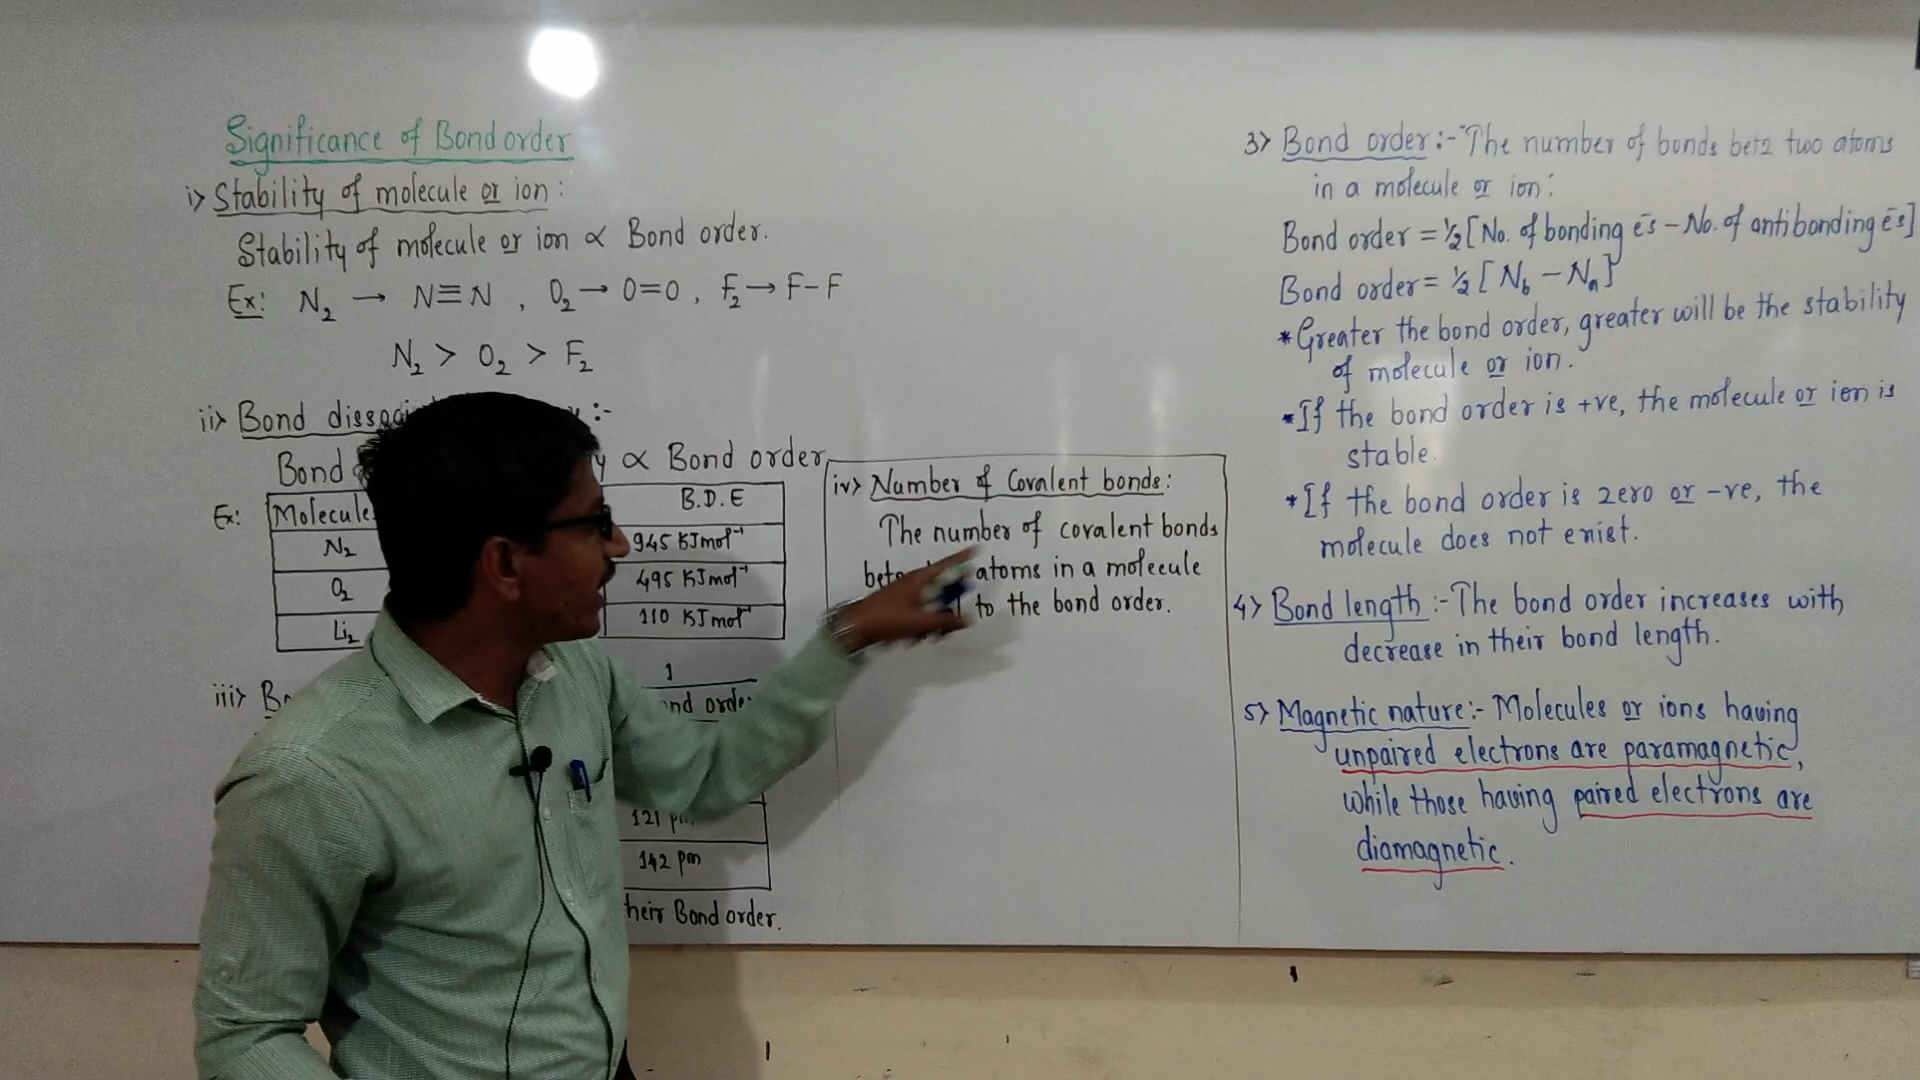 Significance of Bond order
i> Stability of molecule or ion :
Stability of molecule or ion ∝ Bond order.
Ex: N₂ → N≡N , O₂ → O=O , F₂ → F-F
N₂ > O₂ > F₂
ii> Bond :-
Bond ∝ Bond order
Ex: Molecule B.D.E
N₂ 945 KJmol⁻¹
O₂ 495 KJmol⁻¹
Li₂ 110 KJmol⁻¹
iii> 1
121
142 pm
Bond order.
iv> Number of Covalent bonds:
The number of covalent bonds
atoms in a molecule
to the bond order.
3> Bond order :- The number of bonds betn two atoms
in a molecule or ion:
Bond order = ½ [No. of bonding ēs - No. of antibonding ēs]
Bond order = ½ [ Nb - Na ]
* Greater the bond order, greater will be the stability
of molecule or ion.
* If the bond order is +ve, the molecule or ion is
stable.
* If the bond order is zero or -ve, the
molecule does not exist.
4> Bond length :- The bond order increases with
decrease in their bond length.
5> Magnetic nature :- Molecules or ions having
unpaired electrons are paramagnetic,
while those having paired electrons are
diamagnetic.